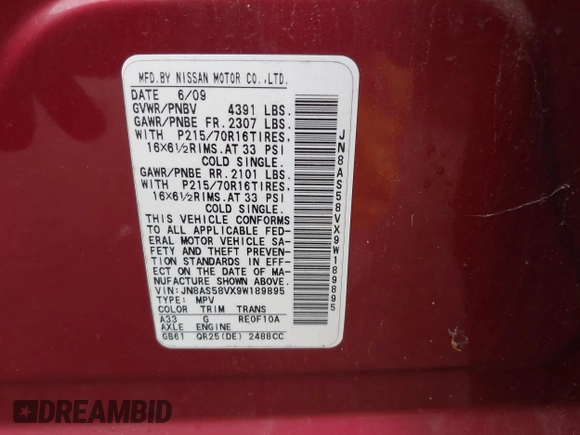 MFD.BY NISSAN MOTOR CO.,LTD.
DATE 6/09
GVWR/PNBV 4391 LBS.
GAWR/PNBE FR.2307 LBS.
WITH P215/70R16TIRES,
16×6½RIMS.AT 33 PSI
COLD SINGLE.
GAWR/PNBE RR.2101 LBS.
WITH P215/70R16TIRES,
16×6½RIMS.AT 33 PSI
COLD SINGLE.
THIS VEHICLE CONFORMS
TO ALL APPLICABLE FED-
ERAL MOTOR VEHICLE SA-
FETY AND THEFT PREVEN-
TION STANDARDS IN EFF-
ECT ON THE DATE OF MA-
NUFACTURE SHOWN ABOVE.
VIN:JN8AS58VX9W189895
TYPE: MPV
COLOR TRIM TRANS
A33 G RE0F10A
AXLE ENGINE
GB61 QR25(DE) 2488CC
JN8AS58VX9W189895
DREAMBID